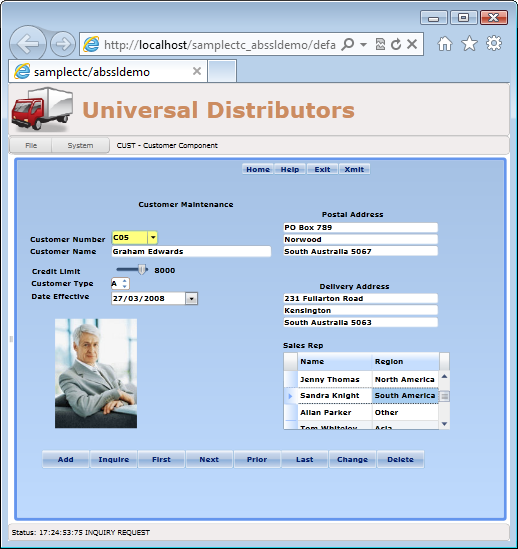 http://localhost/samplectc_abssldemo/defa
samplectc/abssldemo
Universal Distributors
File System CUST - Customer Component
Home Help Exit Xmit
Customer Maintenance
Postal Address
PO Box 789
Customer Number C05
Norwood
Customer Name Graham Edwards
South Australia 5067
Credit Limit 8000
Customer Type A
Delivery Address
Date Effective 27/03/2008
231 Fullarton Road
Kensington
South Australia 5063
Sales Rep
Name Region
Jenny Thomas North America
Sandra Knight South America
Allan Parker Other
Tom Whiteley Asia
Add Inquire First Next Prior Last Change Delete
Status: 17:24:53:75 INQUIRY REQUEST